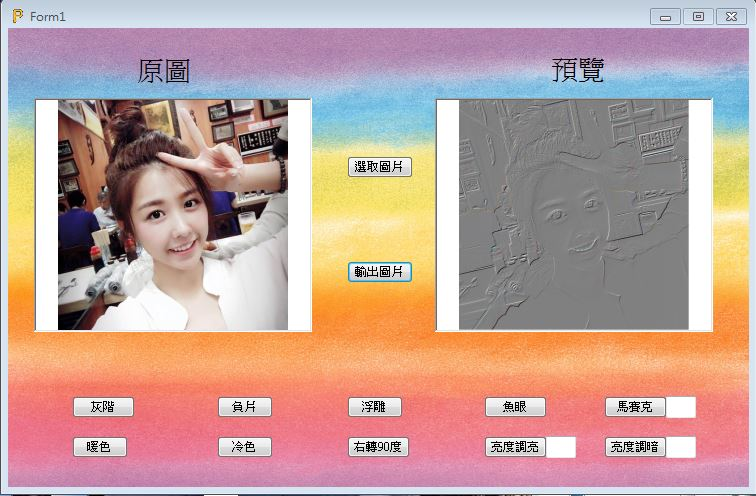 Form1
原圖
預覽
選取圖片
輸出圖片
灰階
負片
浮雕
魚眼
馬賽克
暖色
冷色
右轉90度
亮度調亮
亮度調暗